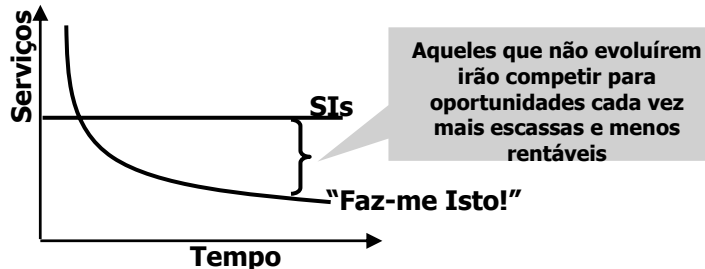 Serviços
SIs
"Faz-me Isto!"
Tempo
Aqueles que não evoluírem
irão competir para
oportunidades cada vez
mais escassas e menos
rentáveis